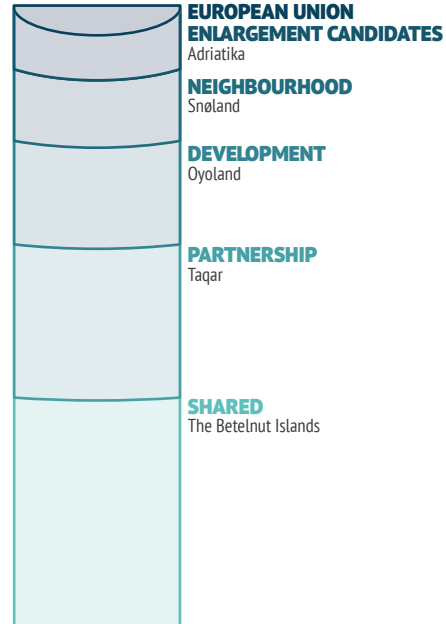 EUROPEAN UNION
ENLARGEMENT CANDIDATES
Adriatika
NEIGHBOURHOOD
Snøland
DEVELOPMENT
Oyoland
PARTNERSHIP
Taqar
SHARED
The Betelnut Islands